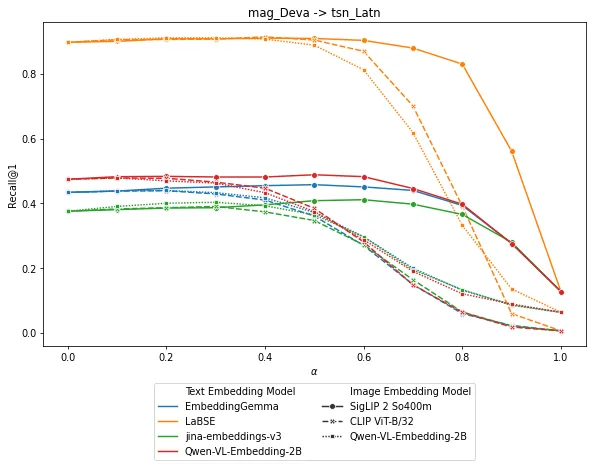 mag_Deva -> tsn_Latn
Recall@1
0.8
0.6
0.4
0.2
0.0
0.0 0.2 0.4 0.6 0.8 1.0
α
Text Embedding Model Image Embedding Model
EmbeddingGemma SigLIP 2 So400m
LaBSE CLIP ViT-B/32
jina-embeddings-v3 Qwen-VL-Embedding-2B
Qwen-VL-Embedding-2B